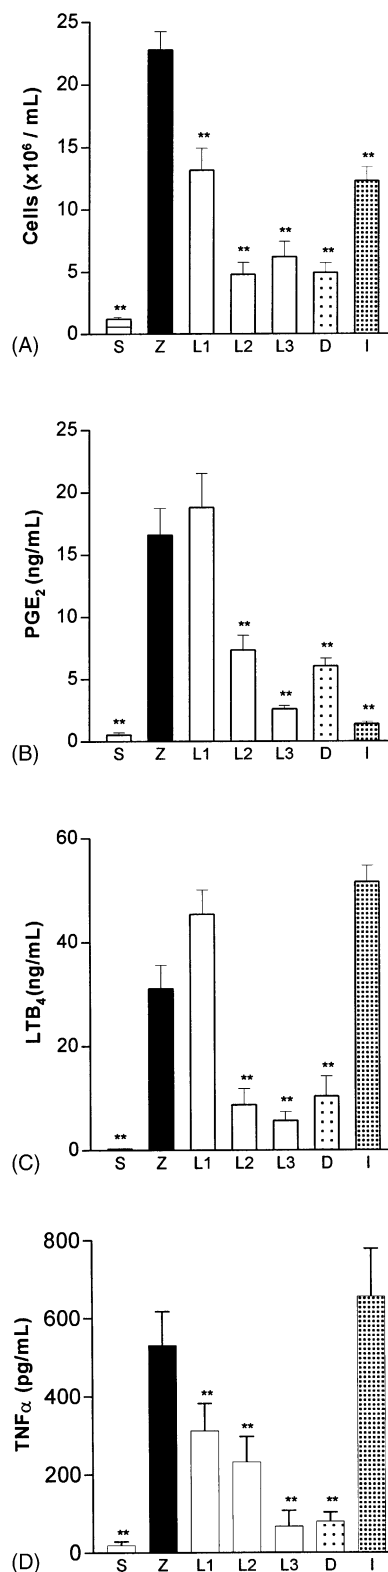 25
20
15
10
5
0
Cells (x10⁶ / mL)
** ** ** ** ** **
S Z L1 L2 L3 D I
(A)
25
20
15
10
5
0
PGE₂ (ng/mL)
** ** ** ** **
S Z L1 L2 L3 D I
(B)
60
40
20
0
LTB₄(ng/mL)
** ** ** **
S Z L1 L2 L3 D I
(C)
800
600
400
200
0
TNFα (pg/mL)
** ** ** ** **
S Z L1 L2 L3 D I
(D)